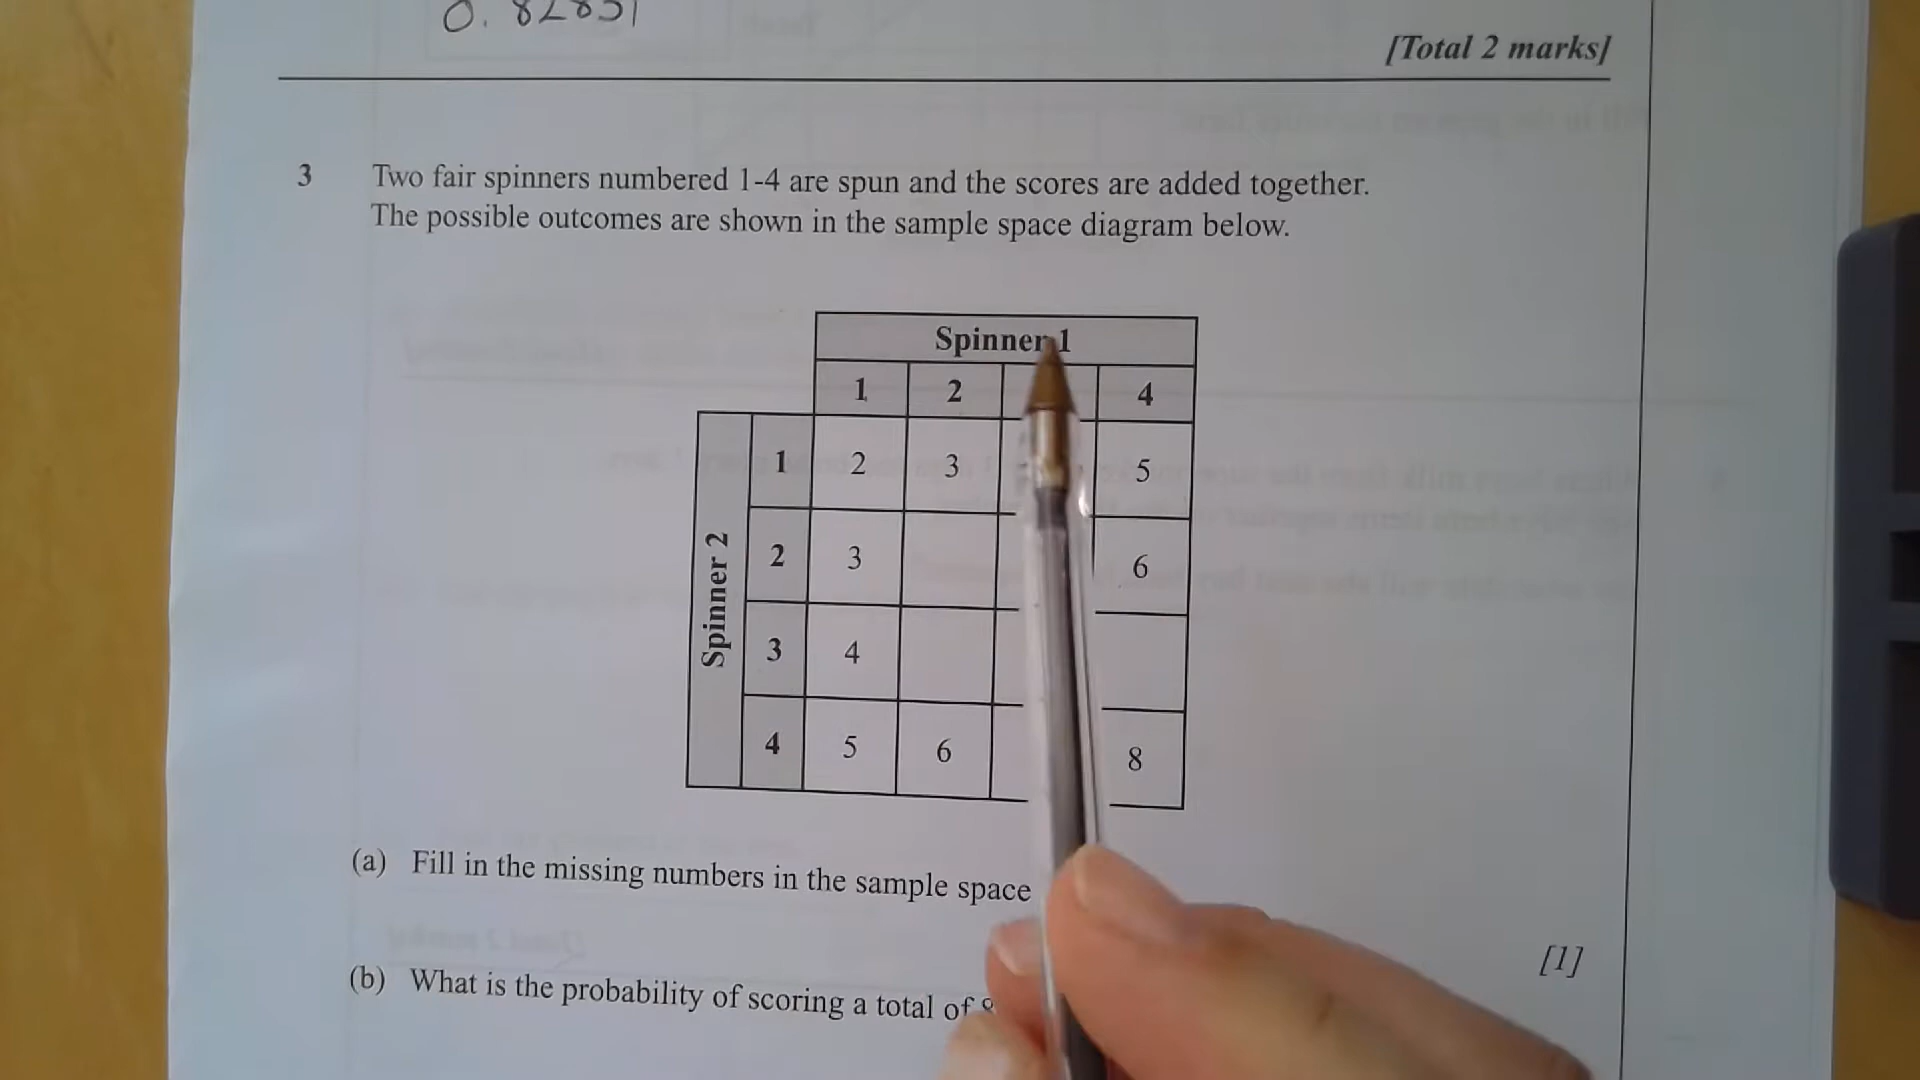 0.82851
[Total 2 marks]
3 Two fair spinners numbered 1-4 are spun and the scores are added together.
The possible outcomes are shown in the sample space diagram below.
Spinner 1
1 2 4
Spinner 2
1 2 3 5
2 3 6
3 4
4 5 6 8
(a) Fill in the missing numbers in the sample space
[1]
(b) What is the probability of scoring a total of